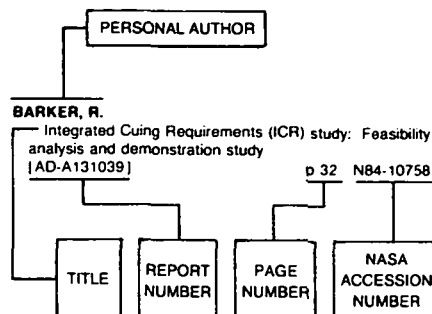 PERSONAL AUTHOR
BARKER, R.
Integrated Cuing Requirements (ICR) study: Feasibility
analysis and demonstration study
[AD-A131039] p 32 N84-10758
TITLE
REPORT
NUMBER
PAGE
NUMBER
NASA
ACCESSION
NUMBER